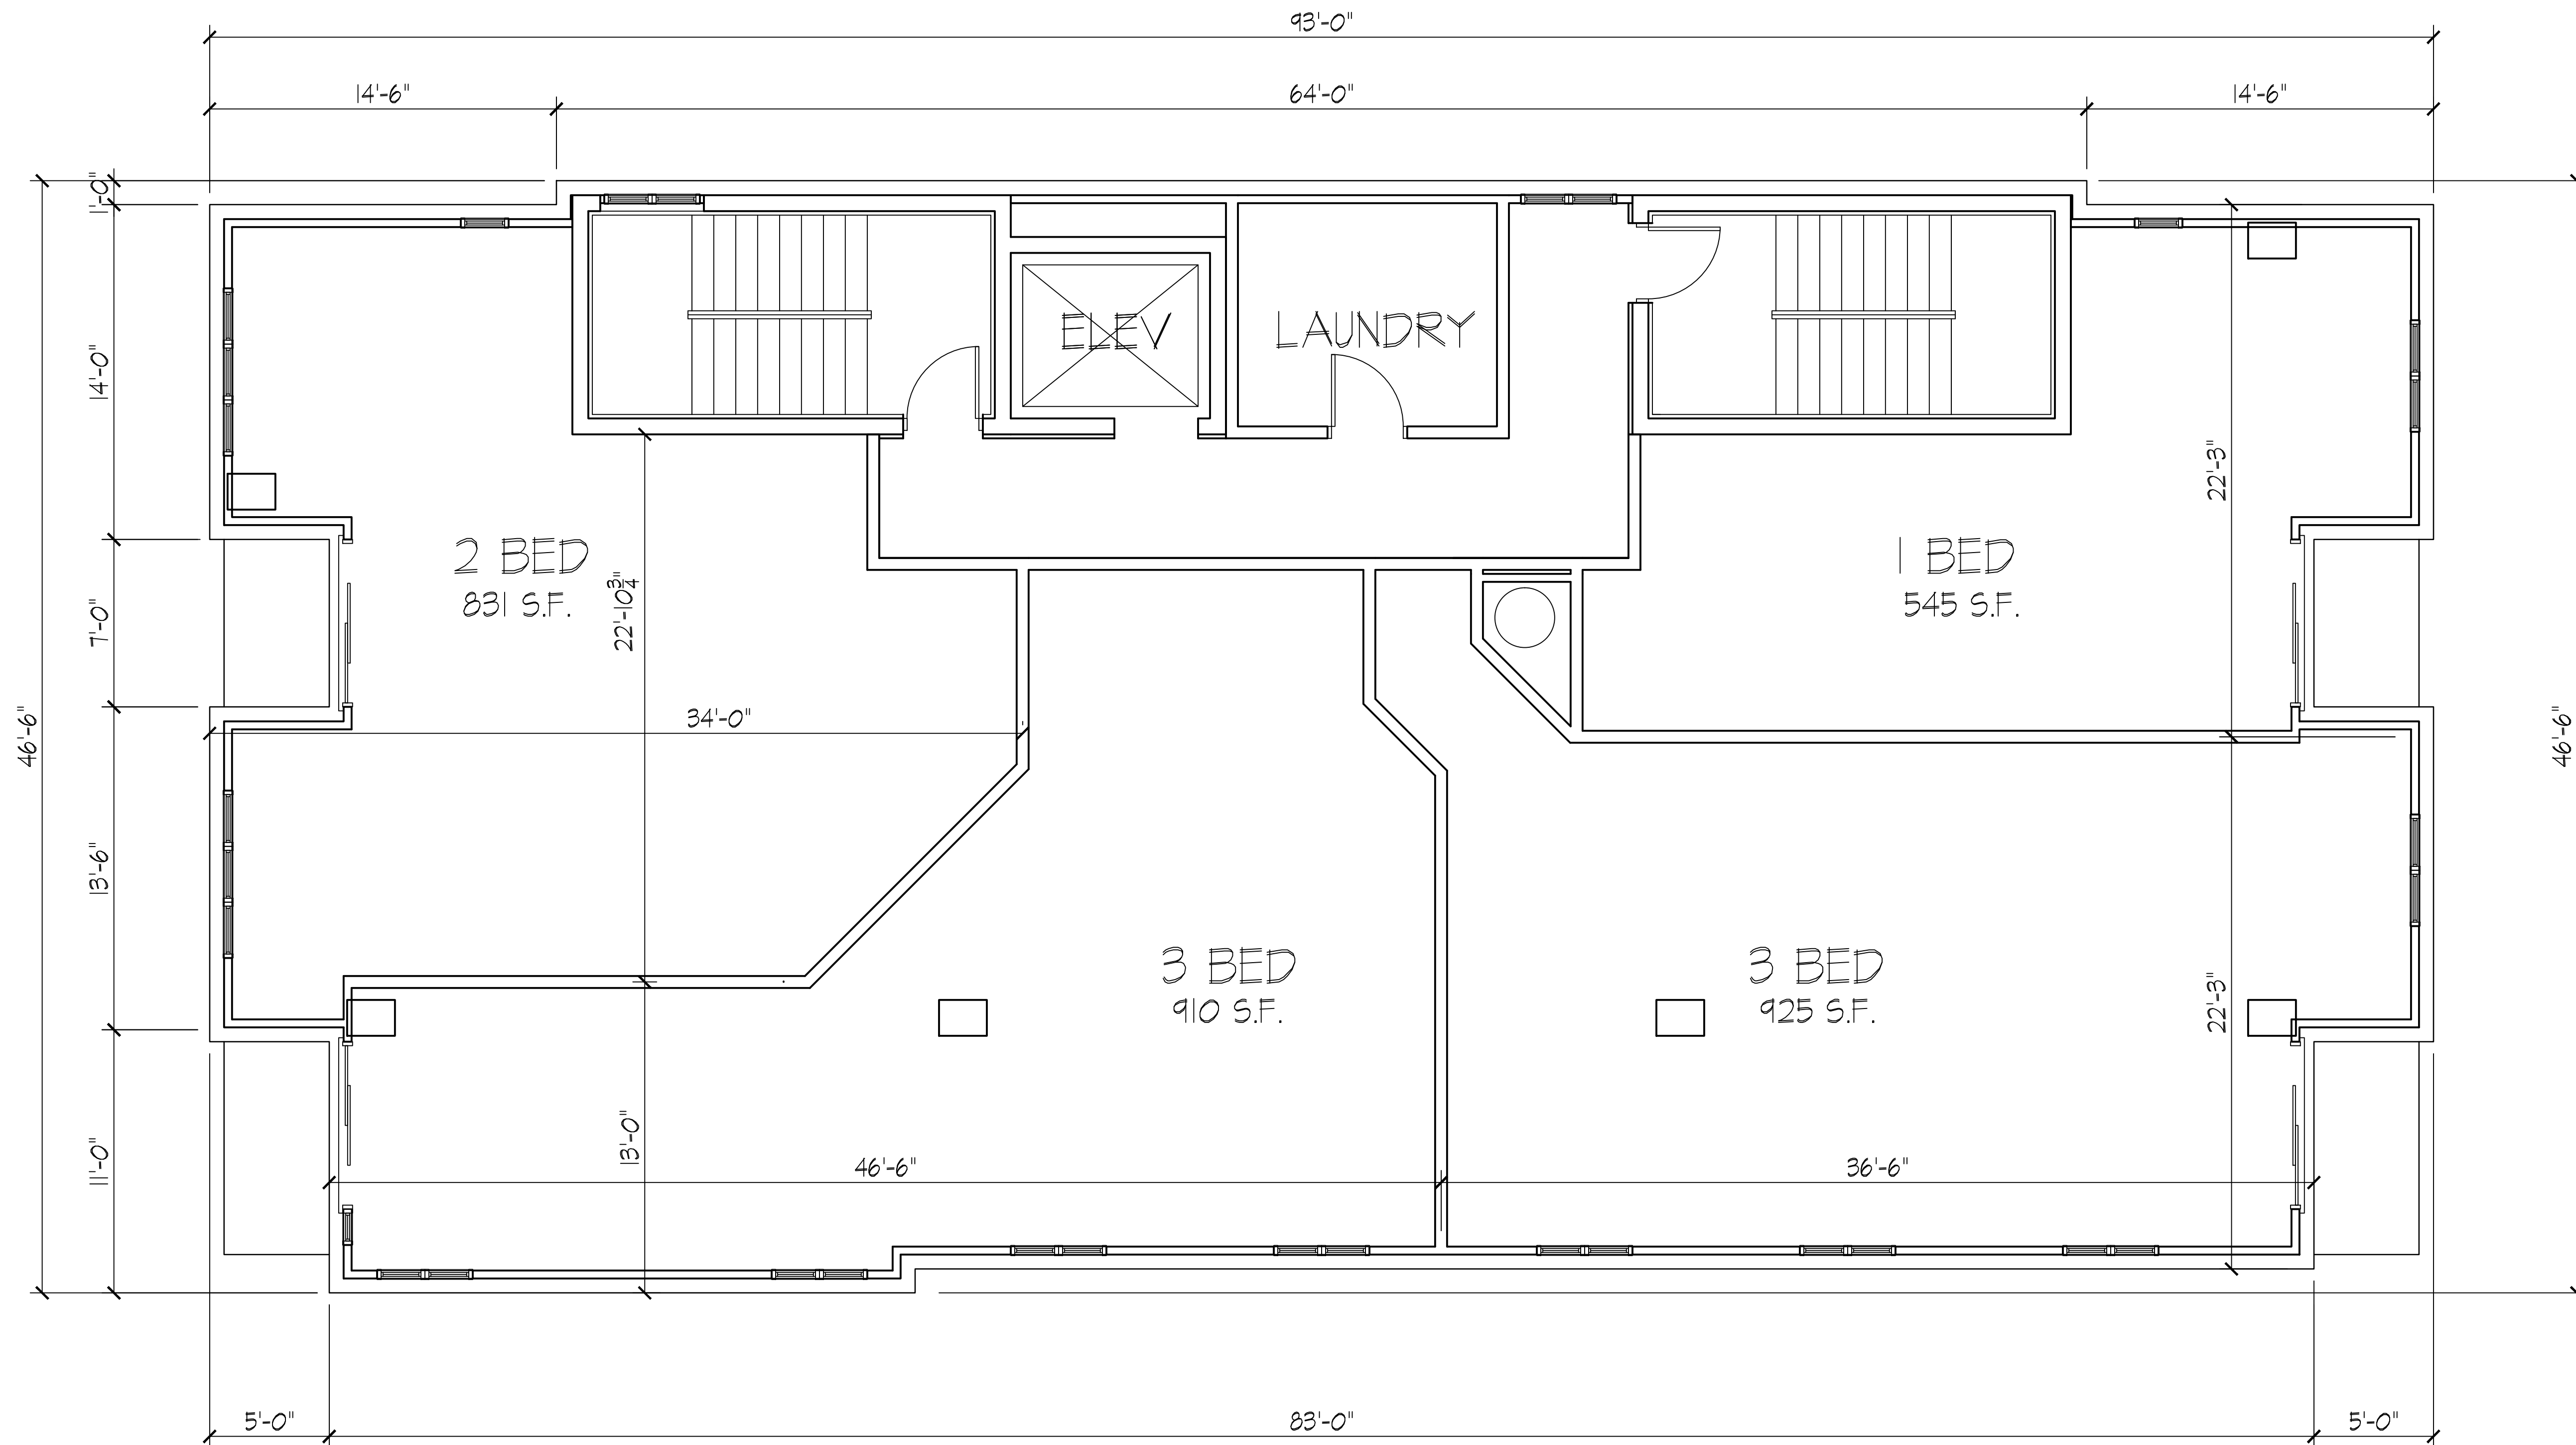 93'-0"
14'-6"
64'-0"
14'-6"
1'-0"
ELEV
LAUNDRY
14'-0"
22'-3"
2 BED
831 S.F.
22'-10 3/4"
1 BED
545 S.F.
7'-0"
34'-0"
46'-6"
46'-6"
13'-6"
3 BED
910 S.F.
3 BED
925 S.F.
22'-3"
13'-0"
11'-0"
46'-6"
36'-6"
5'-0"
83'-0"
5'-0"